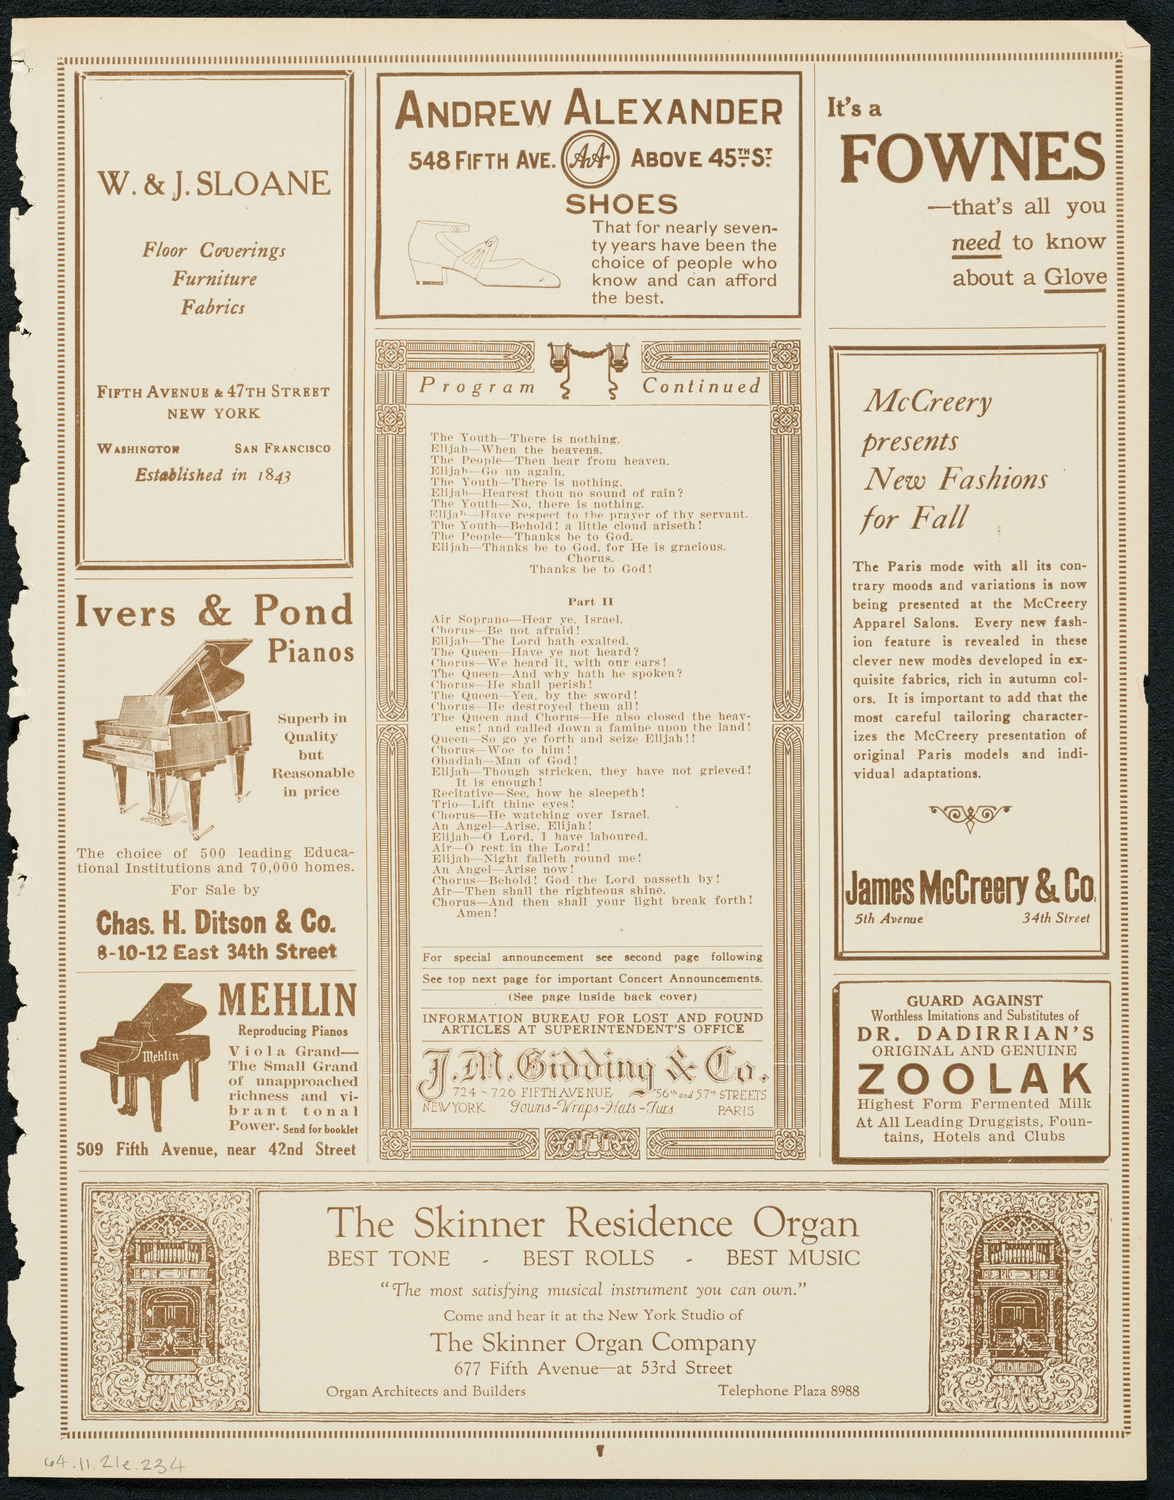 W. & J. SLOANE
Floor Coverings
Furniture
Fabrics
FIFTH AVENUE & 47TH STREET
NEW YORK
WASHINGTON SAN FRANCISCO
Established in 1843
Ivers & Pond
Pianos
Superb in
Quality
but
Reasonable
in price
The choice of 500 leading Educa-
tional Institutions and 70,000 homes.
For Sale by
Chas. H. Ditson & Co.
8-10-12 East 34th Street
MEHLIN
Reproducing Pianos
Mehlin
Viola Grand—
The Small Grand
of unapproached
richness and vi-
brant tonal
Power. Send for booklet
509 Fifth Avenue, near 42nd Street
ANDREW ALEXANDER
548 FIFTH AVE. AA ABOVE 45TH ST.
SHOES
That for nearly seven-
ty years have been the
choice of people who
know and can afford
the best.
Program Continued
The Youth—There is nothing.
Elijah—When the heavens.
The People—Then hear from heaven.
Elijah—Go up again.
The Youth—There is nothing.
Elijah—Hearest thou no sound of rain?
The Youth—No, there is nothing.
Elijah—Have respect to the prayer of thy servant.
The Youth—Behold! a little cloud ariseth!
The People—Thanks be to God.
Elijah—Thanks be to God, for He is gracious.
Chorus.
Thanks be to God!
Part II
Air Soprano—Hear ye, Israel.
Chorus—Be not afraid!
Elijah—The Lord hath exalted.
The Queen—Have ye not heard?
Chorus—We heard it, with our ears!
The Queen—And why hath he spoken?
Chorus—He shall perish!
The Queen—Yea, by the sword!
Chorus—He destroyed them all!
The Queen and Chorus—He also closed the heav-
ens! and called down a famine upon the land!
Queen—So go ye forth and seize Elijah!!
Chorus—Woe to him!
Obadiah—Man of God!
Elijah—Though stricken, they have not grieved!
It is enough!
Recitative—See, how he sleepeth!
Trio—Lift thine eyes!
Chorus—He watching over Israel.
An Angel—Arise, Elijah!
Elijah—O Lord, I have laboured.
Air—O rest in the Lord!
Elijah—Night falleth round me!
An Angel—Arise now!
Chorus—Behold! God the Lord passeth by!
Air—Then shall the righteous shine.
Chorus—And then shall your light break forth!
Amen!
For special announcement see second page following
See top next page for important Concert Announcements.
(See page inside back cover)
INFORMATION BUREAU FOR LOST AND FOUND
ARTICLES AT SUPERINTENDENT'S OFFICE
J.M. Gidding & Co.
724-726 FIFTH AVENUE 56th and 57th STREETS
NEW YORK Gowns-Wraps-Hats-Furs PARIS
It's a
FOWNES
—that's all you
need to know
about a Glove
McCreery
presents
New Fashions
for Fall
The Paris mode with all its con-
trary moods and variations is now
being presented at the McCreery
Apparel Salons. Every new fash-
ion feature is revealed in these
clever new modès developed in ex-
quisite fabrics, rich in autumn col-
ors. It is important to add that the
most careful tailoring character-
izes the McCreery presentation of
original Paris models and indi-
vidual adaptations.
James McCreery & Co.
5th Avenue 34th Street
GUARD AGAINST
Worthless Imitations and Substitutes of
DR. DADIRRIAN'S
ORIGINAL AND GENUINE
ZOOLAK
Highest Form Fermented Milk
At All Leading Druggists, Foun-
tains, Hotels and Clubs
The Skinner Residence Organ
BEST TONE - BEST ROLLS - BEST MUSIC
"The most satisfying musical instrument you can own."
Come and hear it at the New York Studio of
The Skinner Organ Company
677 Fifth Avenue—at 53rd Street
Organ Architects and Builders Telephone Plaza 8988
64.11.21e.234